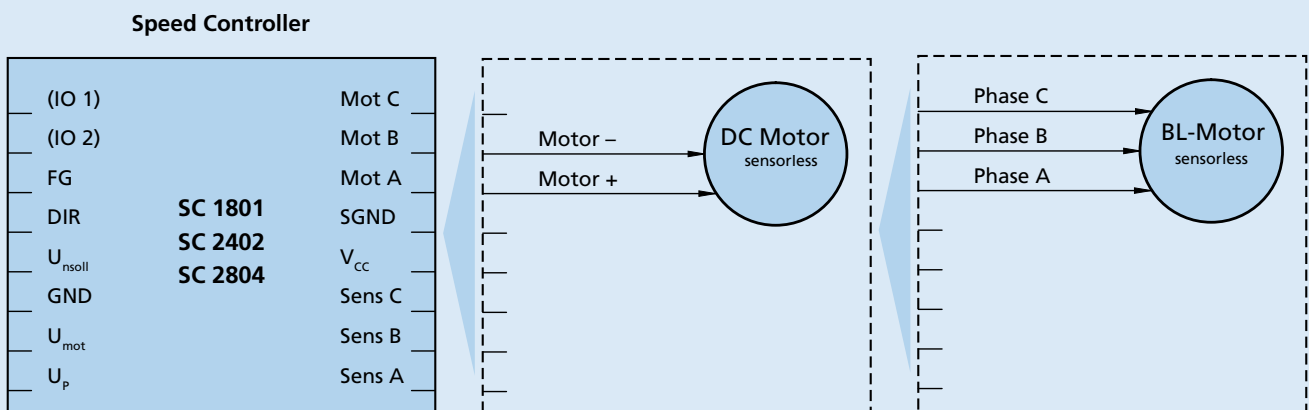 Speed Controller
(IO 1)
(IO 2)
FG
DIR
Unsoll
GND
Umot
UP
SC 1801
SC 2402
SC 2804
Mot C
Mot B
Mot A
SGND
VCC
Sens C
Sens B
Sens A
Motor –
Motor +
DC Motor
sensorless
Phase C
Phase B
Phase A
BL-Motor
sensorless